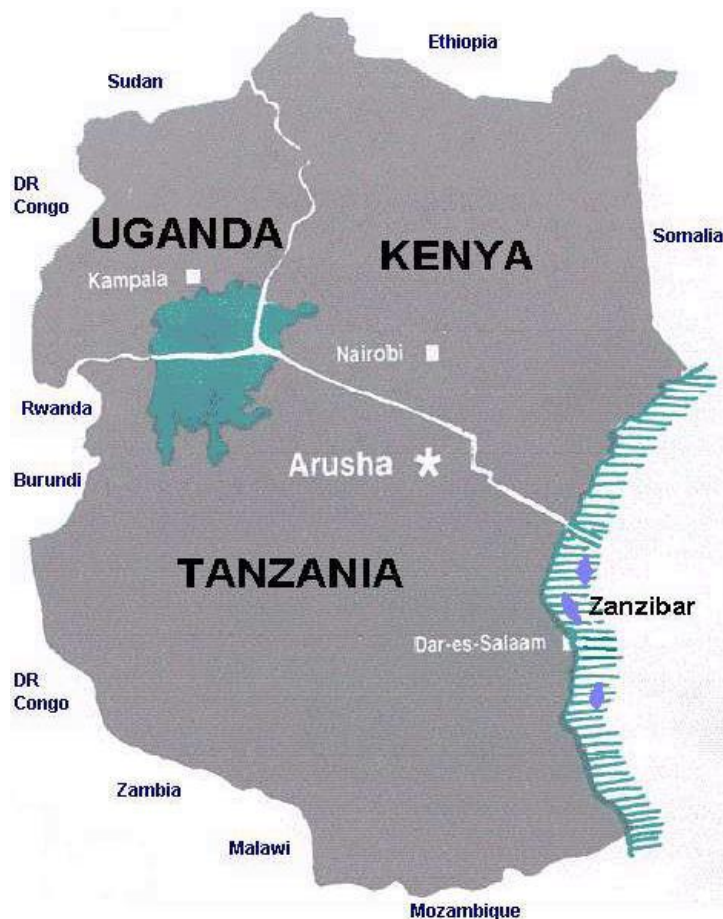 Ethiopia
Sudan
DR
Congo
UGANDA
KENYA
Somalia
Kampala
Nairobi
Rwanda
Arusha
Burundi
TANZANIA
Zanzibar
Dar-es-Salaam
DR
Congo
Zambia
Malawi
Mozambique